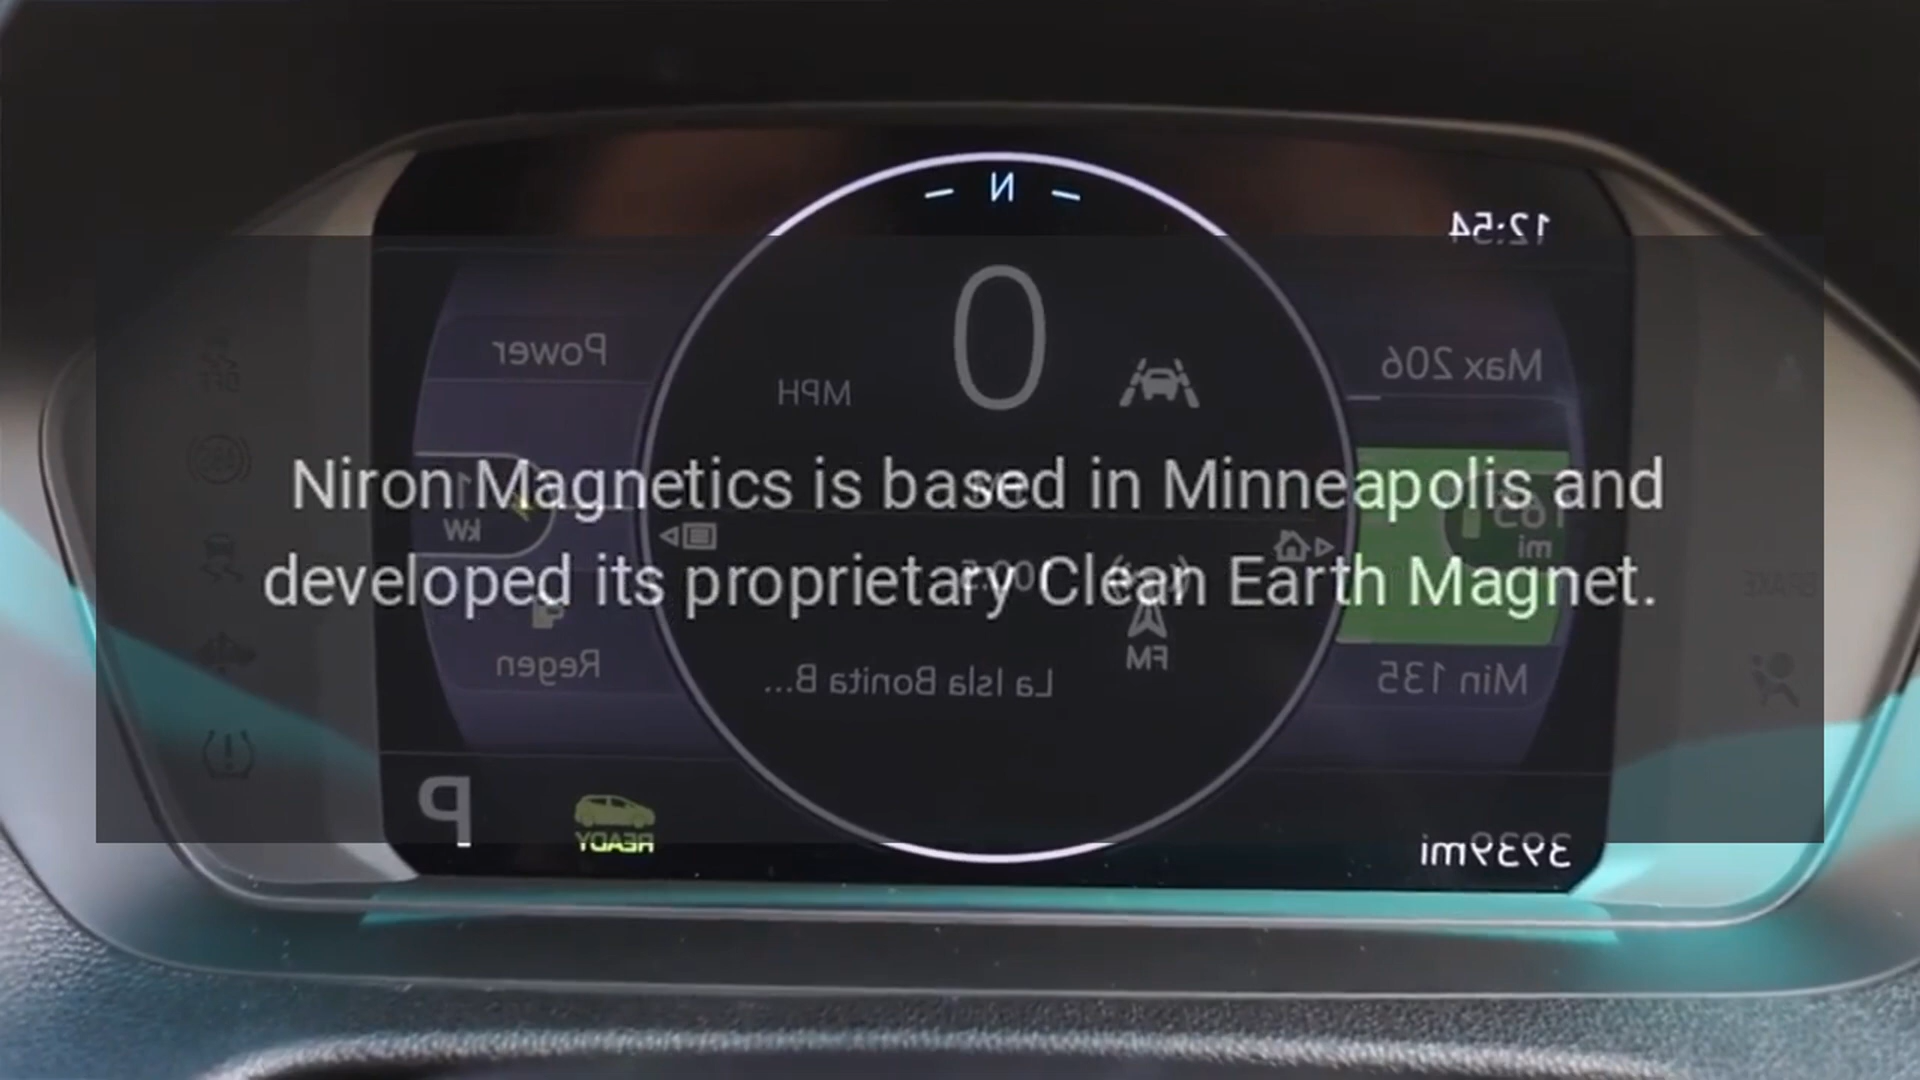 N
12:54
0
Power
MPH
Max 206
Niron Magnetics is based in Minneapolis and
kW
mi
developed its proprietary Clean Earth Magnet.
FM
Regen
La Isla Bonita B...
Min 135
P
READY
3939mi